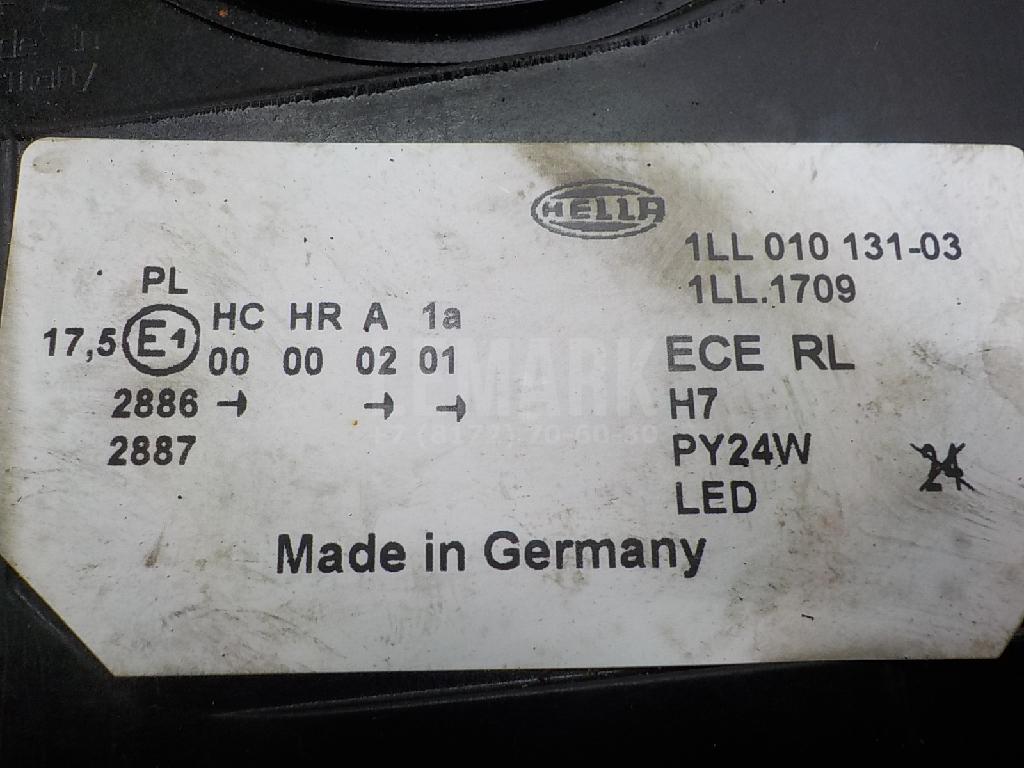 HELLA
1LL 010 131-03
1LL.1709
PL
17,5 E1 HC HR A 1a
00 00 02 01
2886 → → →
2887
ECE RL
H7
PY24W
LED
24
Made in Germany